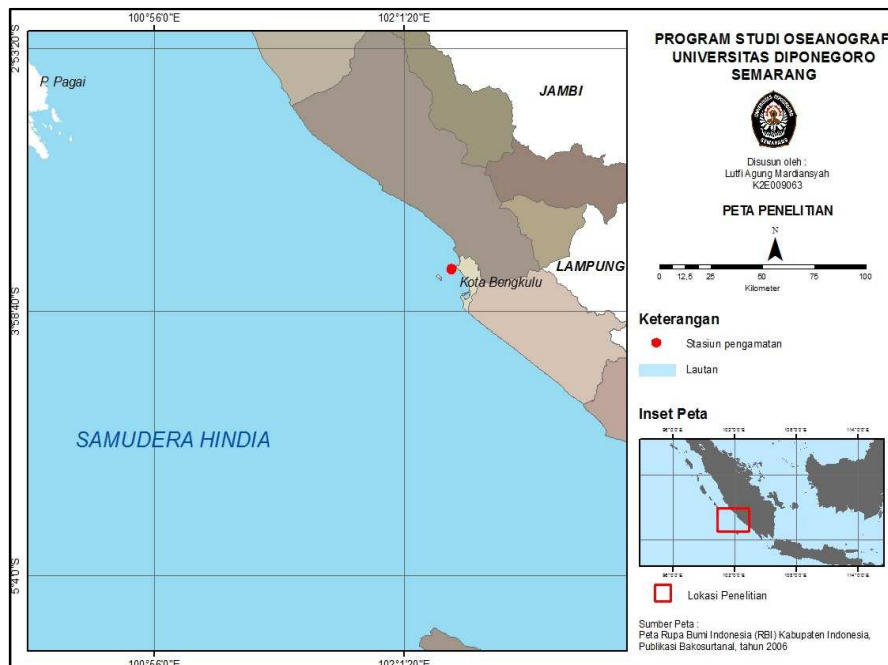 100°56'0"E
102°1'20"E
2°53'20"S
3°58'40"S
5°4'0"S
100°56'0"E
102°1'20"E
P. Pagai
JAMBI
LAMPUNG
Kota Bengkulu
SAMUDERA HINDIA
PROGRAM STUDI OSEANOGRAF
UNIVERSITAS DIPONEGORO
SEMARANG
SEMARANG
Disusun oleh :
Lutfi Agung Mardiansyah
K2E009063
PETA PENELITIAN
N
0 12,5 25 50 75 100
Kilometer
Keterangan
Stasiun pengamatan
Lautan
Inset Peta
Lokasi Penelitian
Sumber Peta :
Peta Rupa Bumi Indonesia (RBI) Kabupaten Indonesia,
Publikasi Bakosurtanal, tahun 2006